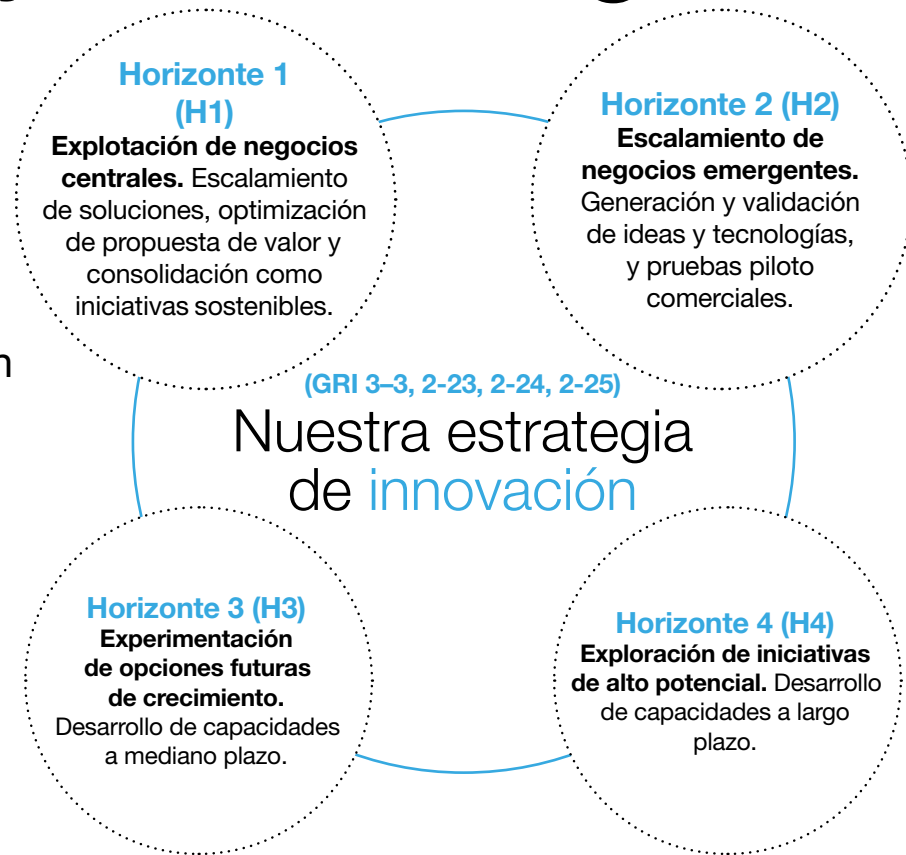 Horizonte 1
(H1)
Explotación de negocios
centrales. Escalamiento
de soluciones, optimización
de propuesta de valor y
consolidación como
iniciativas sostenibles.
Horizonte 2 (H2)
Escalamiento de
negocios emergentes.
Generación y validación
de ideas y tecnologías,
y pruebas piloto
comerciales.
(GRI 3–3, 2-23, 2-24, 2-25)
Nuestra estrategia
de innovación
Horizonte 3 (H3)
Experimentación
de opciones futuras
de crecimiento.
Desarrollo de capacidades
a mediano plazo.
Horizonte 4 (H4)
Exploración de iniciativas
de alto potencial. Desarrollo
de capacidades a largo
plazo.